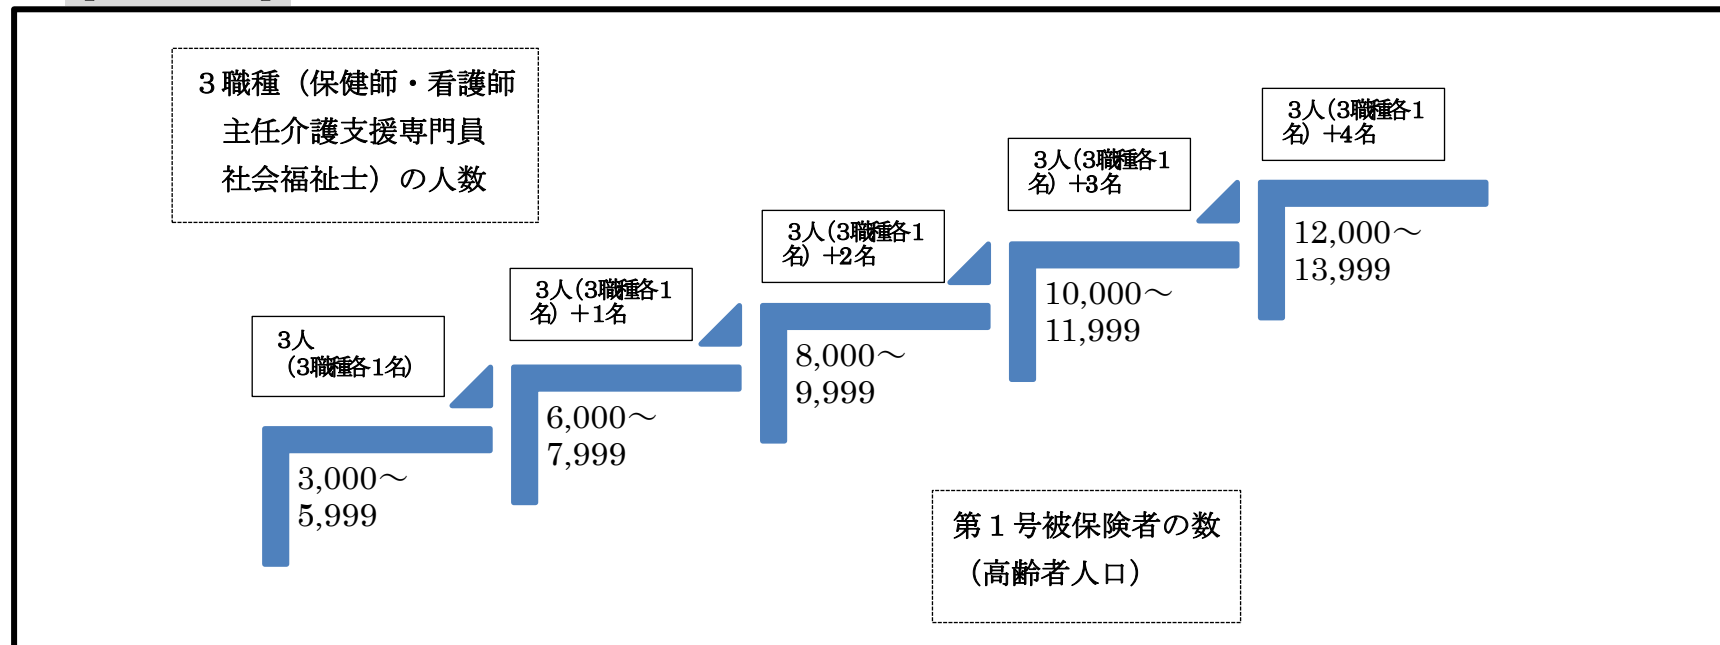 ３職種（保健師・看護師
主任介護支援専門員
社会福祉士）の人数
3人
（3職種各1名）
3,000～
5,999
3人（3職種各1
名）＋1名
6,000～
7,999
3人（3職種各1
名）+2名
8,000～
9,999
3人（3職種各1
名）+3名
10,000～
11,999
3人（3職種各1
名）+4名
12,000～
13,999
第１号被保険者の数
（高齢者人口）